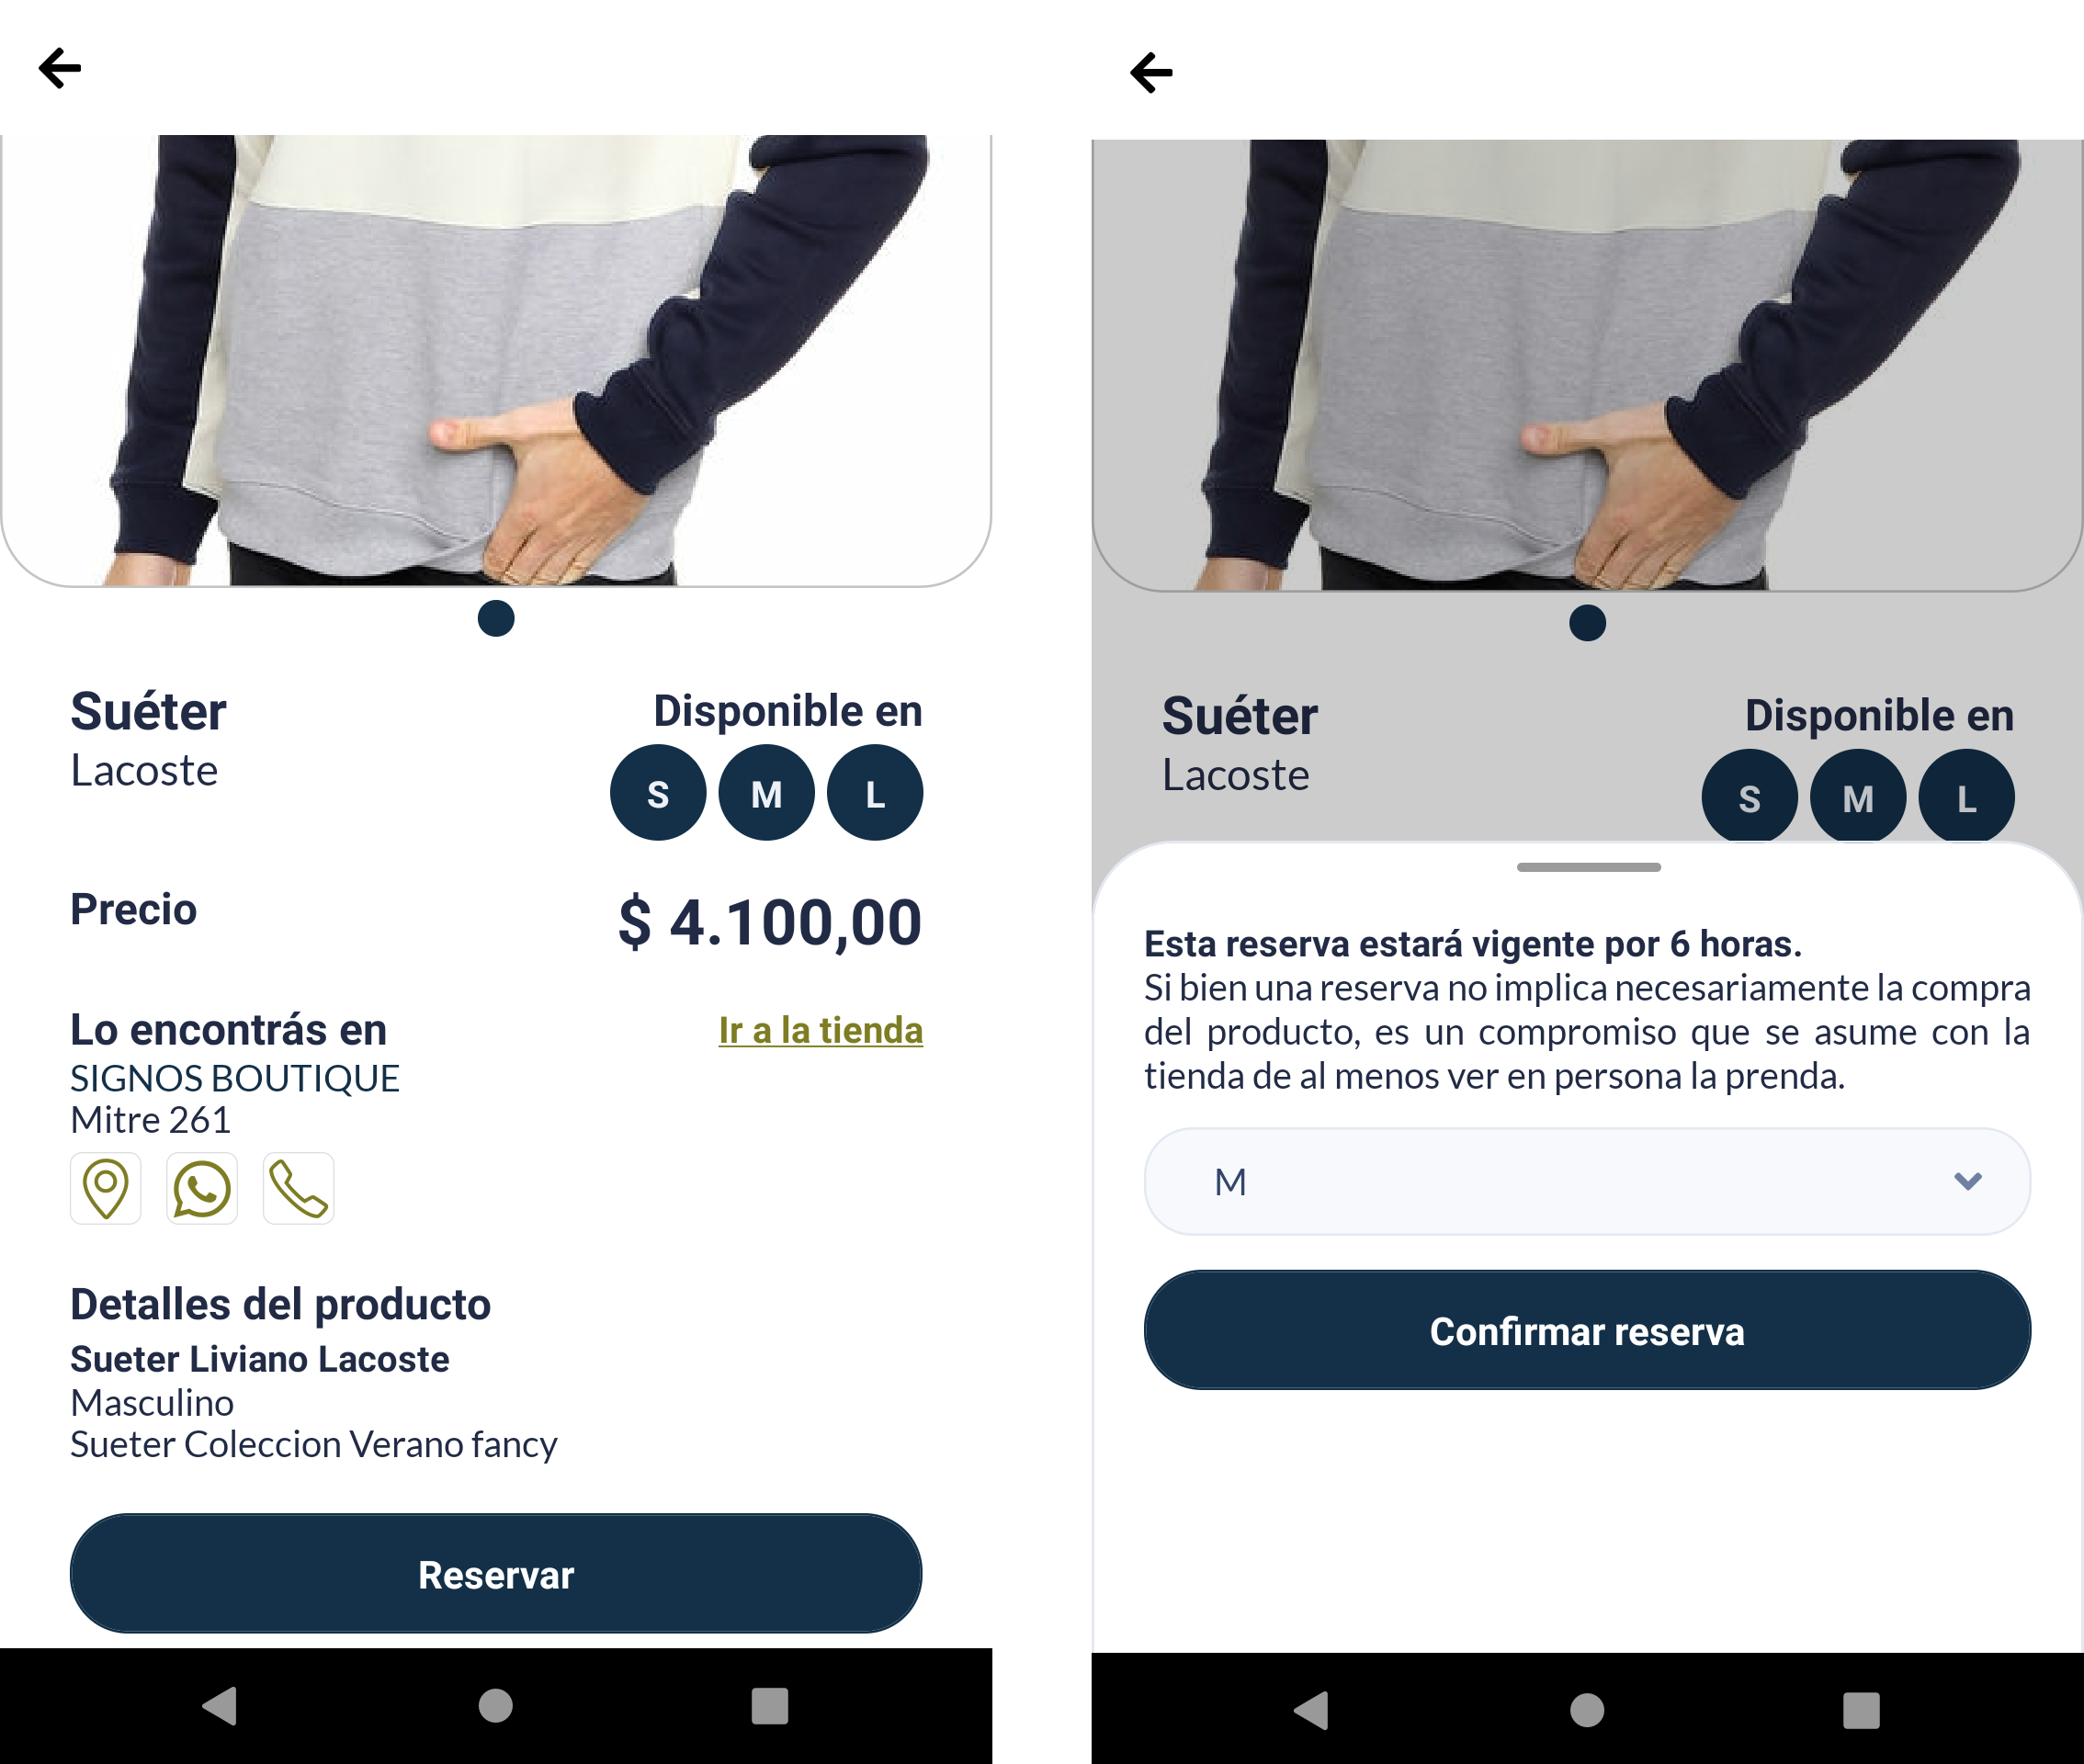 Suéter
Lacoste
Disponible en
S M L
Precio
$ 4.100,00
Lo encontrás en
Ir a la tienda
SIGNOS BOUTIQUE
Mitre 261
Detalles del producto
Sueter Liviano Lacoste
Masculino
Sueter Coleccion Verano fancy
Reservar
Suéter
Lacoste
Disponible en
S M L
Esta reserva estará vigente por 6 horas.
Si bien una reserva no implica necesariamente la compra
del producto, es un compromiso que se asume con la
tienda de al menos ver en persona la prenda.
M
Confirmar reserva